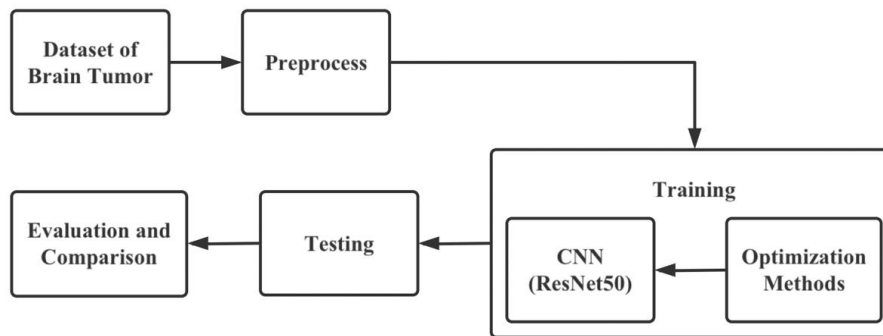 Dataset of
Brain Tumor
Preprocess
Training
CNN
(ResNet50)
Optimization
Methods
Testing
Evaluation and
Comparison